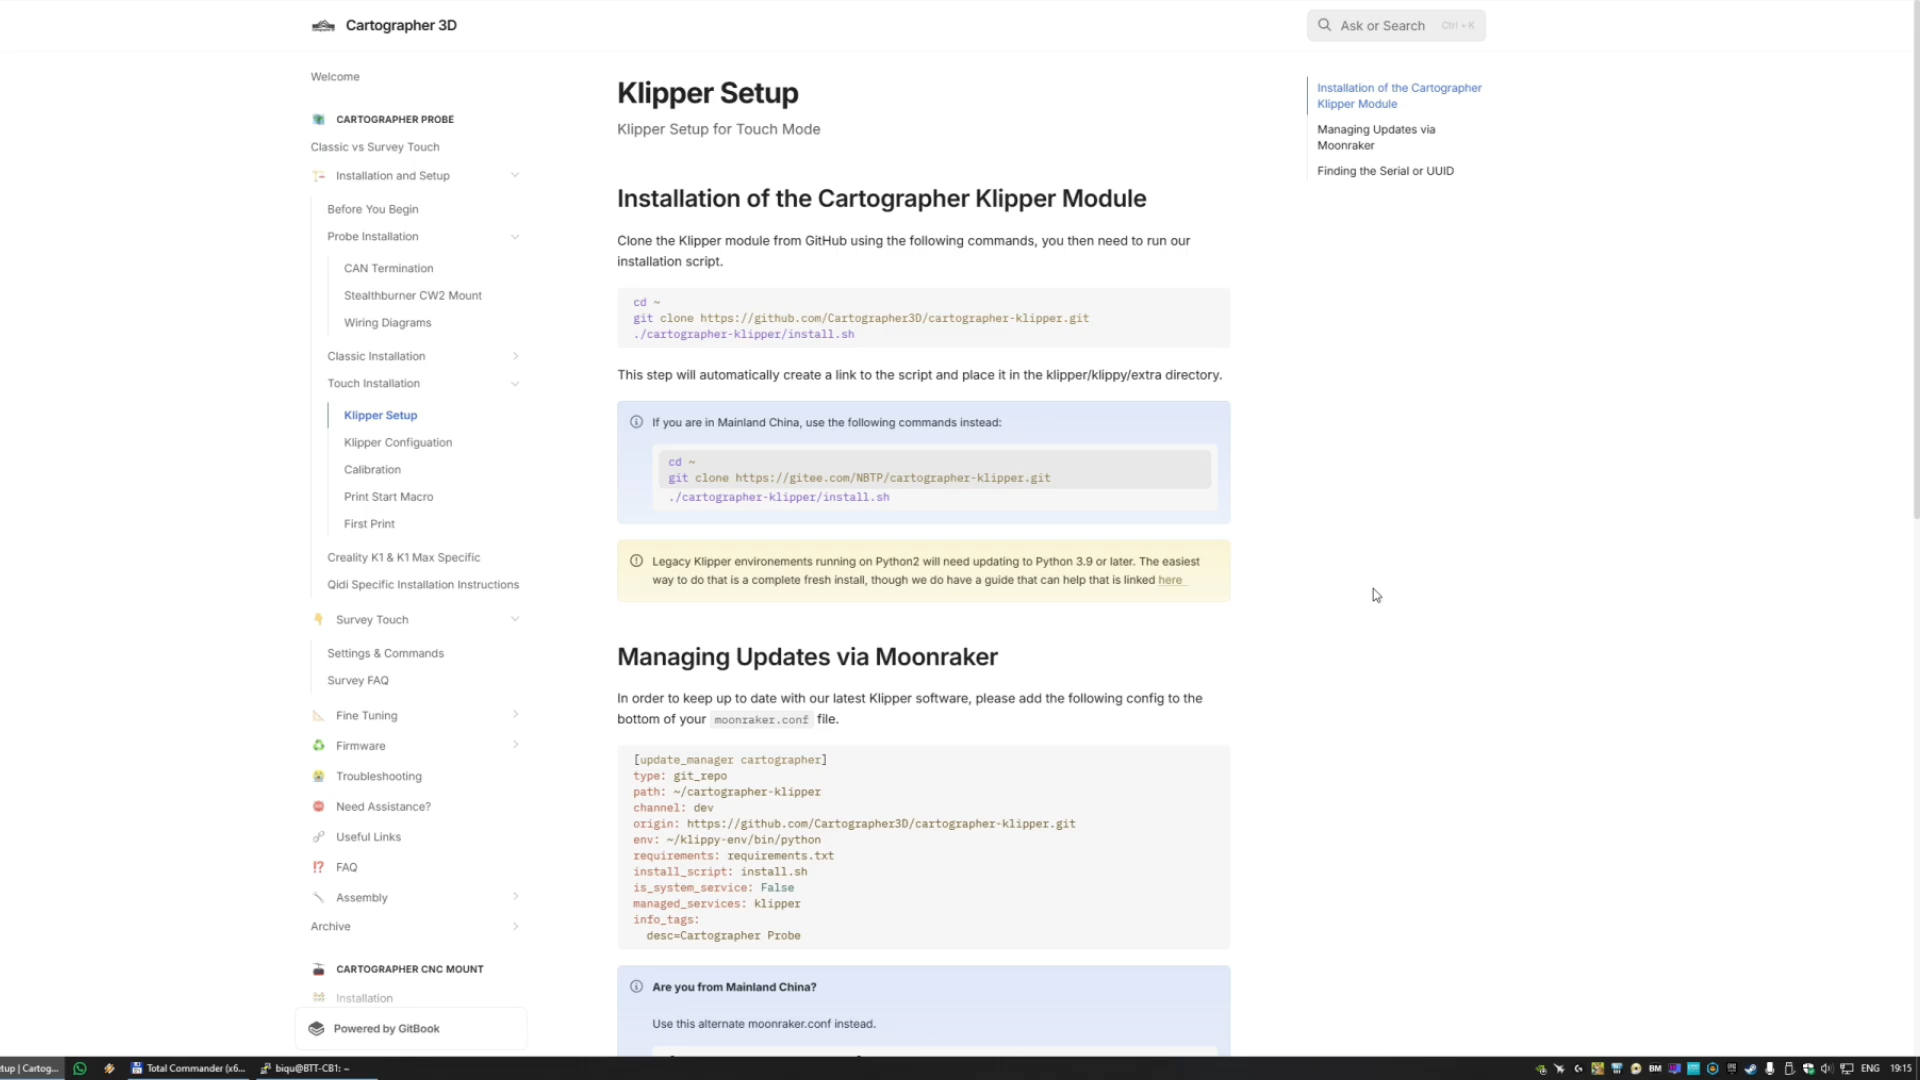 Cartographer 3D
Ask or Search
Ctrl + K
Welcome
CARTOGRAPHER PROBE
Classic vs Survey Touch
Installation and Setup
Before You Begin
Probe Installation
CAN Termination
Stealthburner CW2 Mount
Wiring Diagrams
Classic Installation
Touch Installation
Klipper Setup
Klipper Configuation
Calibration
Print Start Macro
First Print
Creality K1 & K1 Max Specific
Qidi Specific Installation Instructions
Survey Touch
Settings & Commands
Survey FAQ
Fine Tuning
Firmware
Troubleshooting
Need Assistance?
Useful Links
FAQ
Assembly
Archive
CARTOGRAPHER CNC MOUNT
Installation
Powered by GitBook
Klipper Setup
Klipper Setup for Touch Mode
Installation of the Cartographer Klipper Module
Clone the Klipper module from GitHub using the following commands, you then need to run our
installation script.
cd ~
git clone https://github.com/Cartographer3D/cartographer-klipper.git
./cartographer-klipper/install.sh
This step will automatically create a link to the script and place it in the klipper/klippy/extra directory.
If you are in Mainland China, use the following commands instead:
cd ~
git clone https://gitee.com/NBTP/cartographer-klipper.git
./cartographer-klipper/install.sh
Legacy Klipper environements running on Python2 will need updating to Python 3.9 or later. The easiest
way to do that is a complete fresh install, though we do have a guide that can help that is linked here
Managing Updates via Moonraker
In order to keep up to date with our latest Klipper software, please add the following config to the
bottom of your moonraker.conf file.
[update_manager cartographer]
type: git_repo
path: ~/cartographer-klipper
channel: dev
origin: https://github.com/Cartographer3D/cartographer-klipper.git
env: ~/klippy-env/bin/python
requirements: requirements.txt
install_script: install.sh
is_system_service: False
managed_services: klipper
info_tags:
desc=Cartographer Probe
Are you from Mainland China?
Use this alternate moonraker.conf instead.
Installation of the Cartographer
Klipper Module
Managing Updates via
Moonraker
Finding the Serial or UUID
tup | Cartog...
Total Commander (x6...
biqu@BTT-CB1: ~
BM
ENG
19:15